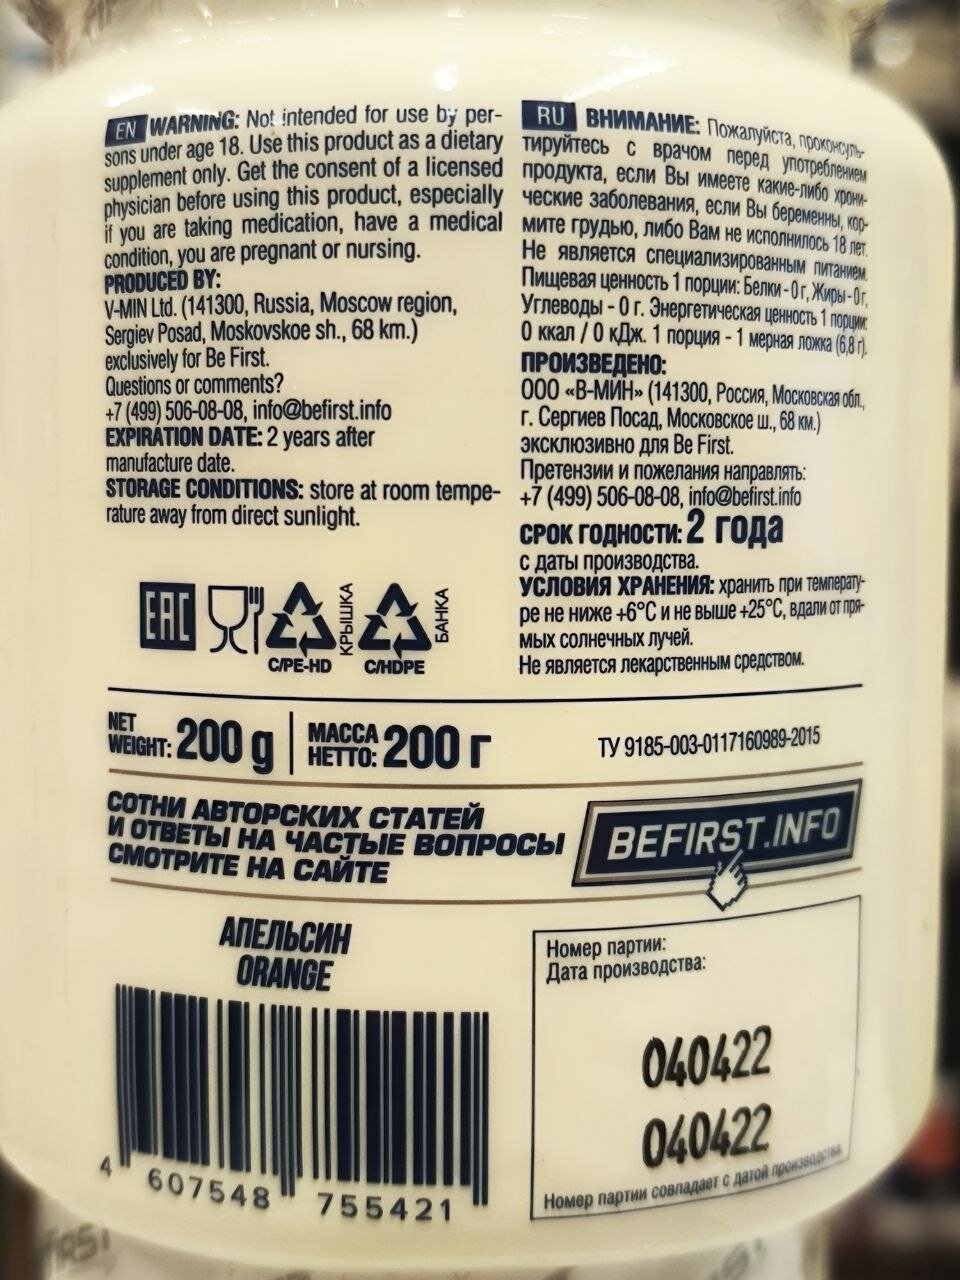 EN WARNING: Not intended for use by per-
sons under age 18. Use this product as a dietary
supplement only. Get the consent of a licensed
physician before using this product, especially
if you are taking medication, have a medical
condition, you are pregnant or nursing.
PRODUCED BY:
V-MIN Ltd. (141300, Russia, Moscow region,
Sergiev Posad, Moskovskoe sh., 68 km.)
exclusively for Be First.
Questions or comments?
+7 (499) 506-08-08, info@befirst.info
EXPIRATION DATE: 2 years after
manufacture date.
STORAGE CONDITIONS: store at room tempe-
rature away from direct sunlight.
RU ВНИМАНИЕ: Пожалуйста, проконсуль-
тируйтесь с врачом перед употреблением
продукта, если Вы имеете какие-либо хрони-
ческие заболевания, если Вы беременны, кор-
мите грудью, либо Вам не исполнилось 18 лет.
Не является специализированным питанием.
Пищевая ценность 1 порции: Белки - 0 г, Жиры - 0 г,
Углеводы - 0 г. Энергетическая ценность 1 порции:
0 ккал / 0 кДж. 1 порция - 1 мерная ложка (6,8 г).
ПРОИЗВЕДЕНО:
ООО «В-МИН» (141300, Россия, Московская обл.,
г. Сергиев Посад, Московское ш., 68 км.)
эксклюзивно для Be First.
Претензии и пожелания направлять:
+7 (499) 506-08-08, info@befirst.info
СРОК ГОДНОСТИ: 2 года
с даты производства.
УСЛОВИЯ ХРАНЕНИЯ: хранить при температу-
ре не ниже +6°C и не выше +25°C, вдали от пря-
мых солнечных лучей.
Не является лекарственным средством.
EAC
C/PE-HD
КРЫШКА
C/HDPE
БАНКА
NET
WEIGHT: 200 g
МАССА
НЕТТО: 200 г
ТУ 9185-003-0117160989-2015
СОТНИ АВТОРСКИХ СТАТЕЙ
И ОТВЕТЫ НА ЧАСТЫЕ ВОПРОСЫ
СМОТРИТЕ НА САЙТЕ
BEFIRST.INFO
АПЕЛЬСИН
ORANGE
4 607548 755421
Номер партии:
Дата производства:
040422
040422
Номер партии совпадает с датой производства.